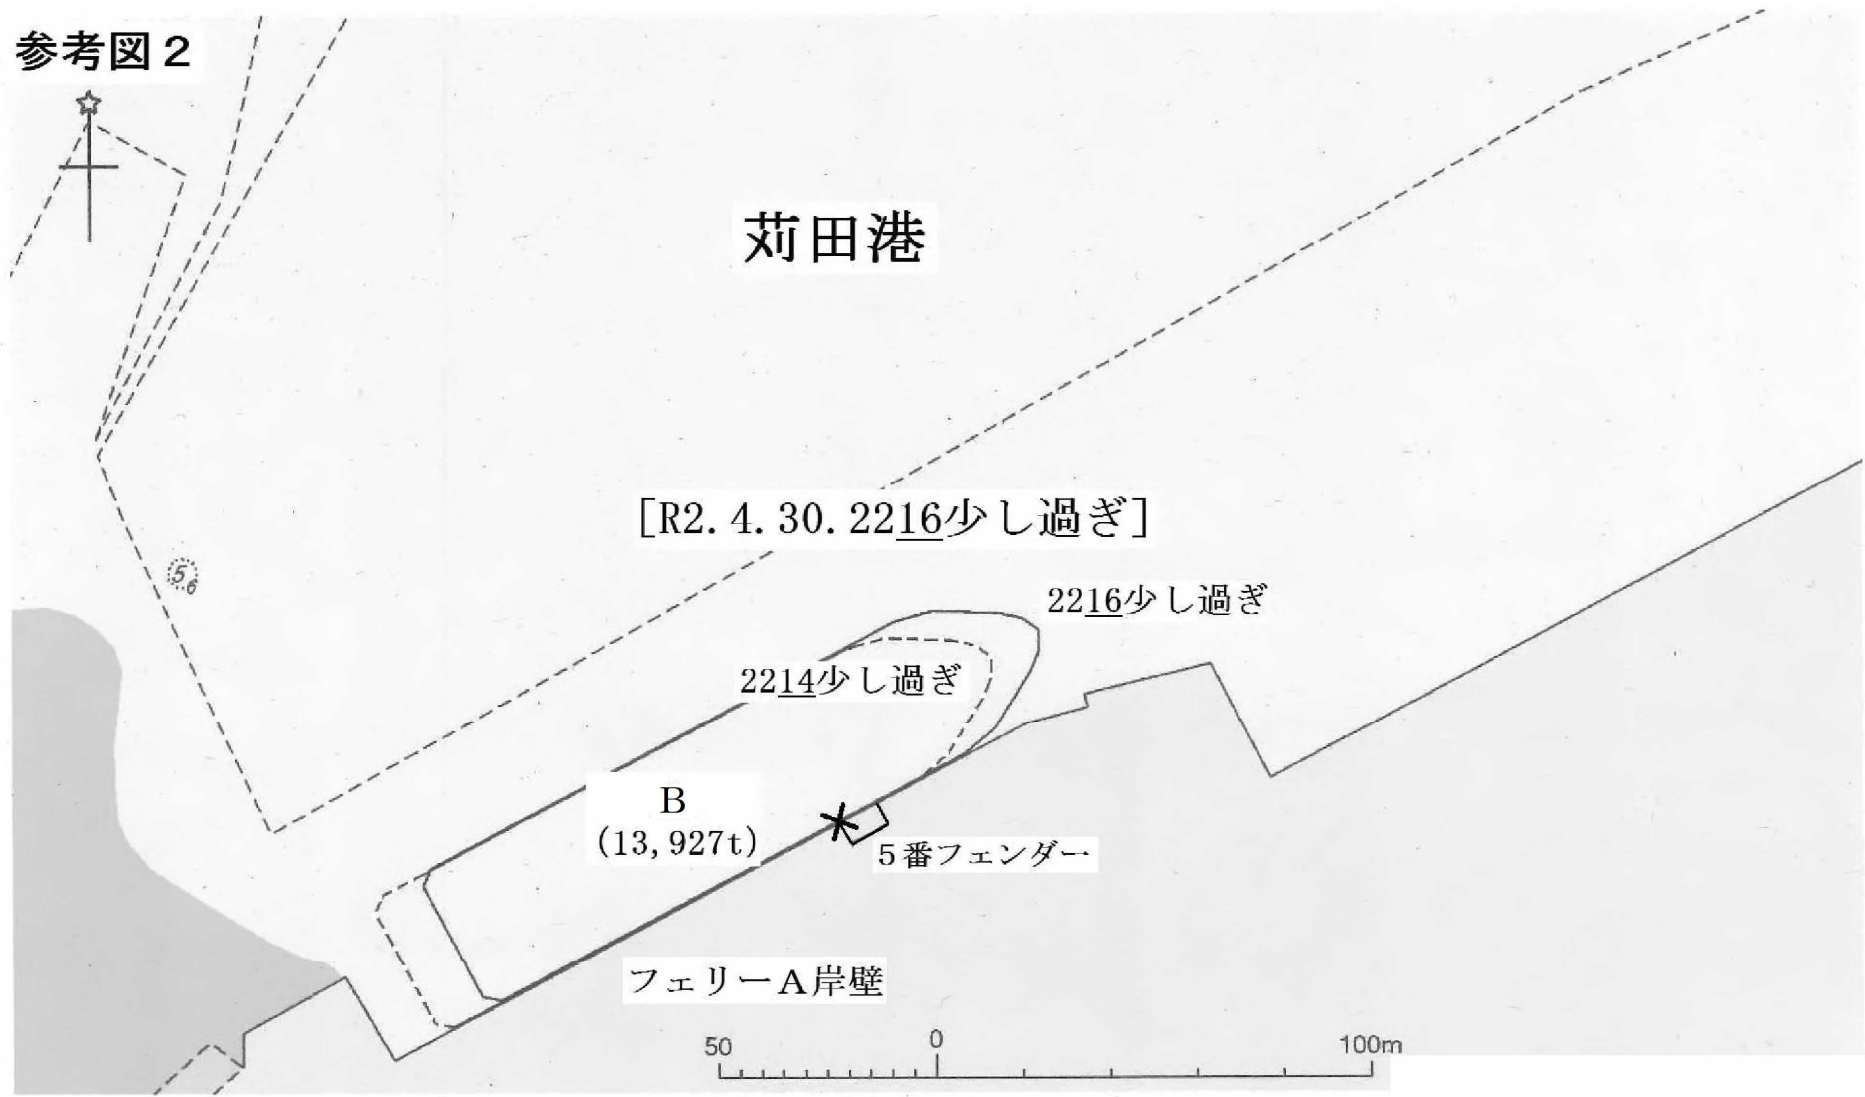 参考図２
苅田港
[R2.4.30.2216少し過ぎ]
2216少し過ぎ
2214少し過ぎ
B
(13,927t)
５番フェンダー
フェリーＡ岸壁
5₆
50 0 100m